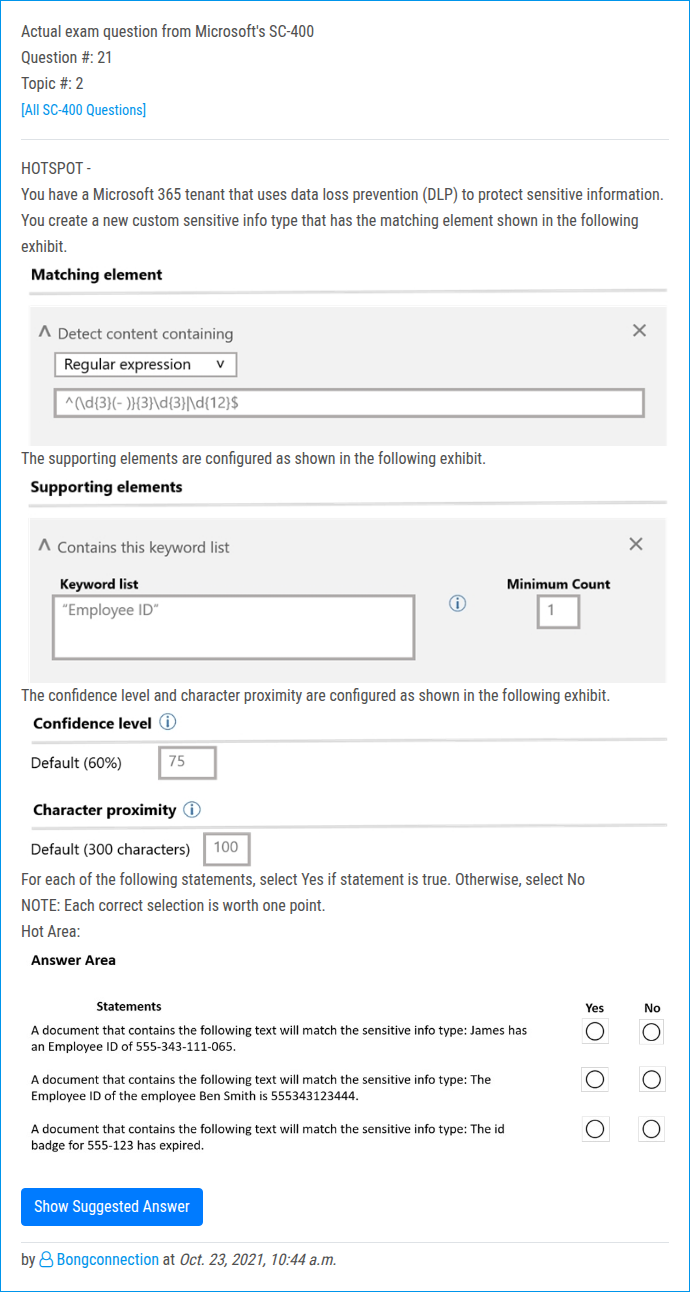 Actual exam question from Microsoft's SC-400
Question #: 21
Topic #: 2
[All SC-400 Questions]
HOTSPOT -
You have a Microsoft 365 tenant that uses data loss prevention (DLP) to protect sensitive information.
You create a new custom sensitive info type that has the matching element shown in the following
exhibit.
Matching element
Detect content containing
Regular expression
^(\d{3}(- )}{3}\d{3}|\d{12}$
The supporting elements are configured as shown in the following exhibit.
Supporting elements
Contains this keyword list
Keyword list Minimum Count
"Employee ID" 1
The confidence level and character proximity are configured as shown in the following exhibit.
Confidence level
Default (60%) 75
Character proximity
Default (300 characters) 100
For each of the following statements, select Yes if statement is true. Otherwise, select No
NOTE: Each correct selection is worth one point.
Hot Area:
Answer Area
Statements Yes No
A document that contains the following text will match the sensitive info type: James has
an Employee ID of 555-343-111-065.
A document that contains the following text will match the sensitive info type: The
Employee ID of the employee Ben Smith is 555343123444.
A document that contains the following text will match the sensitive info type: The id
badge for 555-123 has expired.
Show Suggested Answer
by Bongconnection at Oct. 23, 2021, 10:44 a.m.